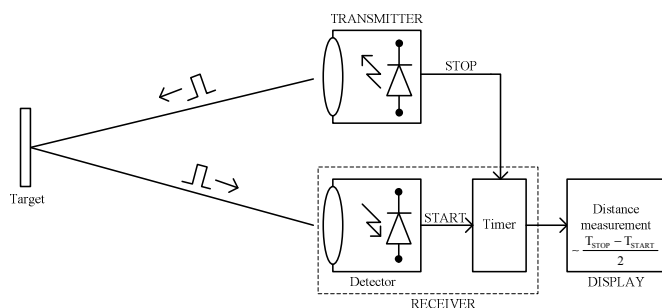 TRANSMITTER
STOP
Target
START
Timer
Distance
measurement
~ (T_STOP − T_START) / 2
Detector
DISPLAY
RECEIVER